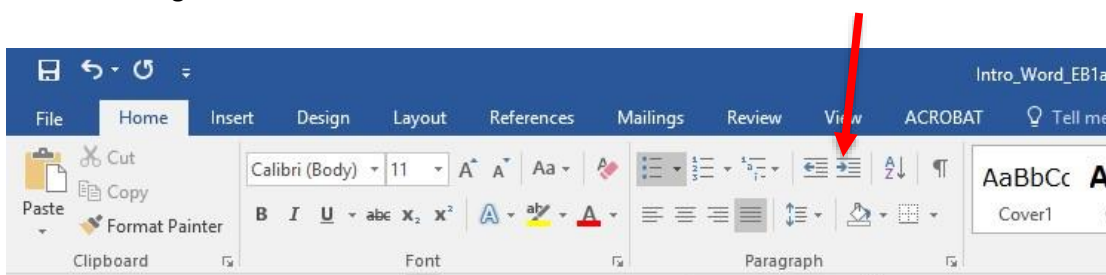 Intro_Word_EB1a
File Home Insert Design Layout References Mailings Review View ACROBAT Tell me
Cut
Calibri (Body) 11 A A Aa
Copy
Paste
B I U abc X₂ X² A ab A
Format Painter
AaBbCc A
Cover1
Clipboard Font Paragraph